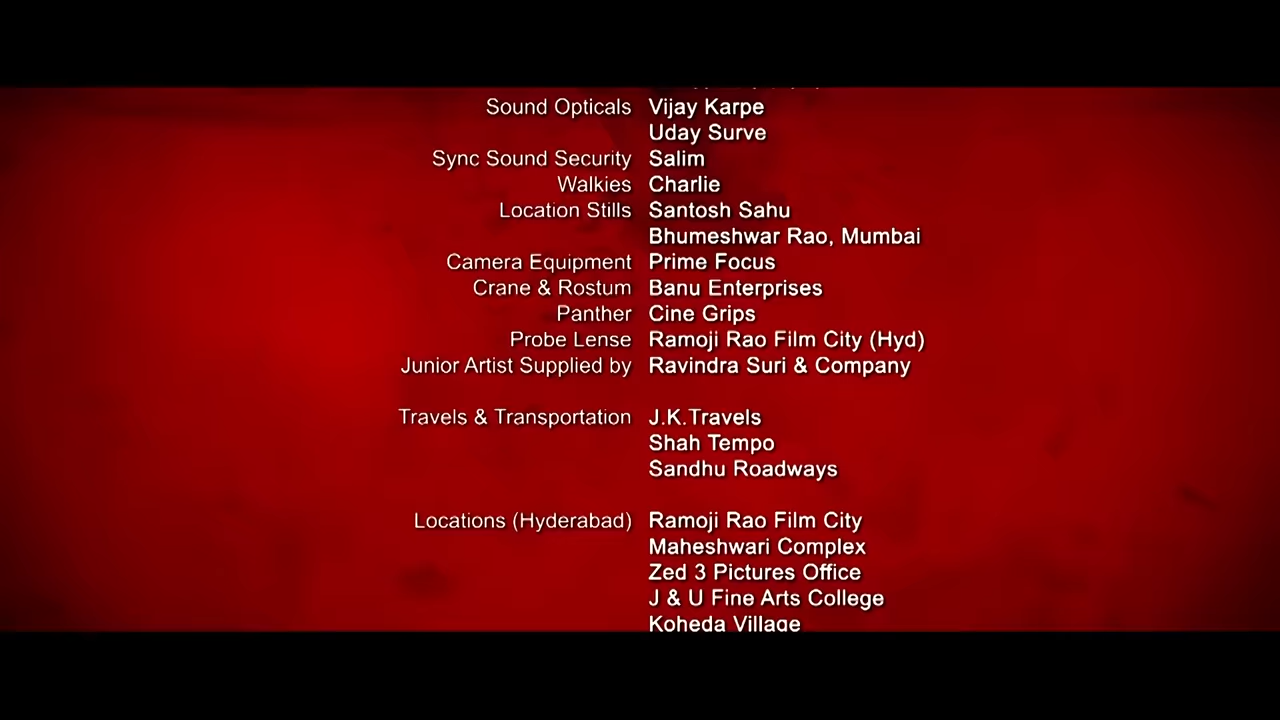 Sound Opticals Vijay Karpe
Uday Surve
Sync Sound Security Salim
Walkies Charlie
Location Stills Santosh Sahu
Bhumeshwar Rao, Mumbai
Camera Equipment Prime Focus
Crane & Rostum Banu Enterprises
Panther Cine Grips
Probe Lense Ramoji Rao Film City (Hyd)
Junior Artist Supplied by Ravindra Suri & Company
Travels & Transportation J.K.Travels
Shah Tempo
Sandhu Roadways
Locations (Hyderabad) Ramoji Rao Film City
Maheshwari Complex
Zed 3 Pictures Office
J & U Fine Arts College
Koheda Village